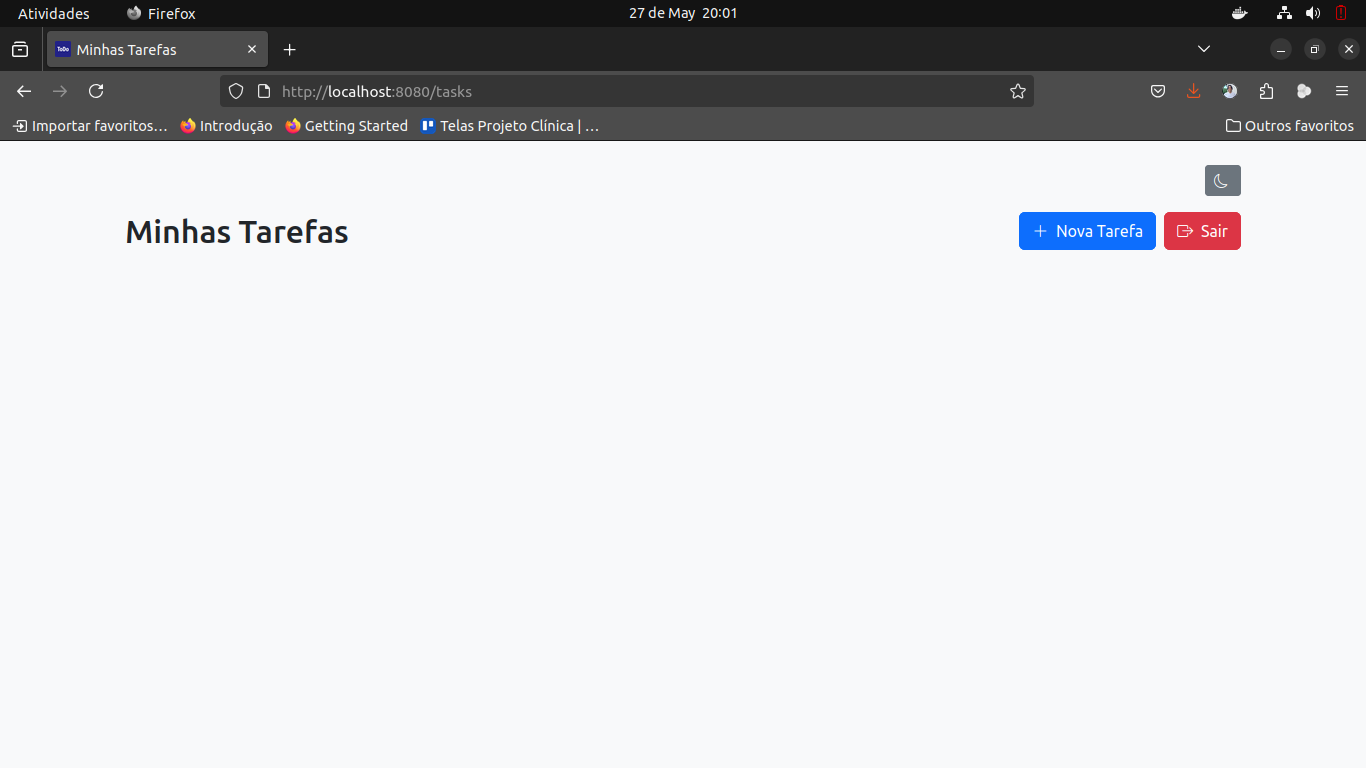 Atividades Firefox 27 de May 20:01
ToDo Minhas Tarefas
http://localhost:8080/tasks
Importar favoritos… Introdução Getting Started Telas Projeto Clínica | … Outros favoritos
Minhas Tarefas Nova Tarefa Sair